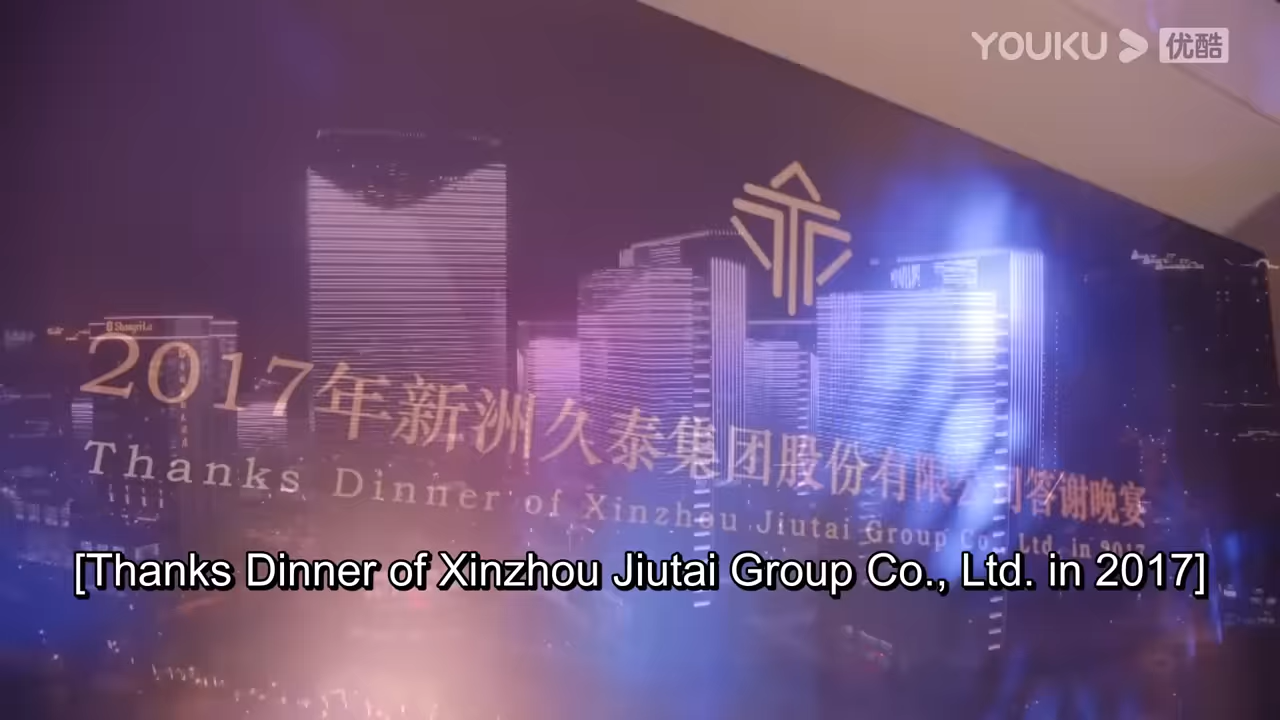 YOUKU 优酷
Shangri-La
2017年新洲久泰集团股份有限公司答谢晚宴
Thanks Dinner of Xinzhou Jiutai Group Co., Ltd. in 2017
[Thanks Dinner of Xinzhou Jiutai Group Co., Ltd. in 2017]